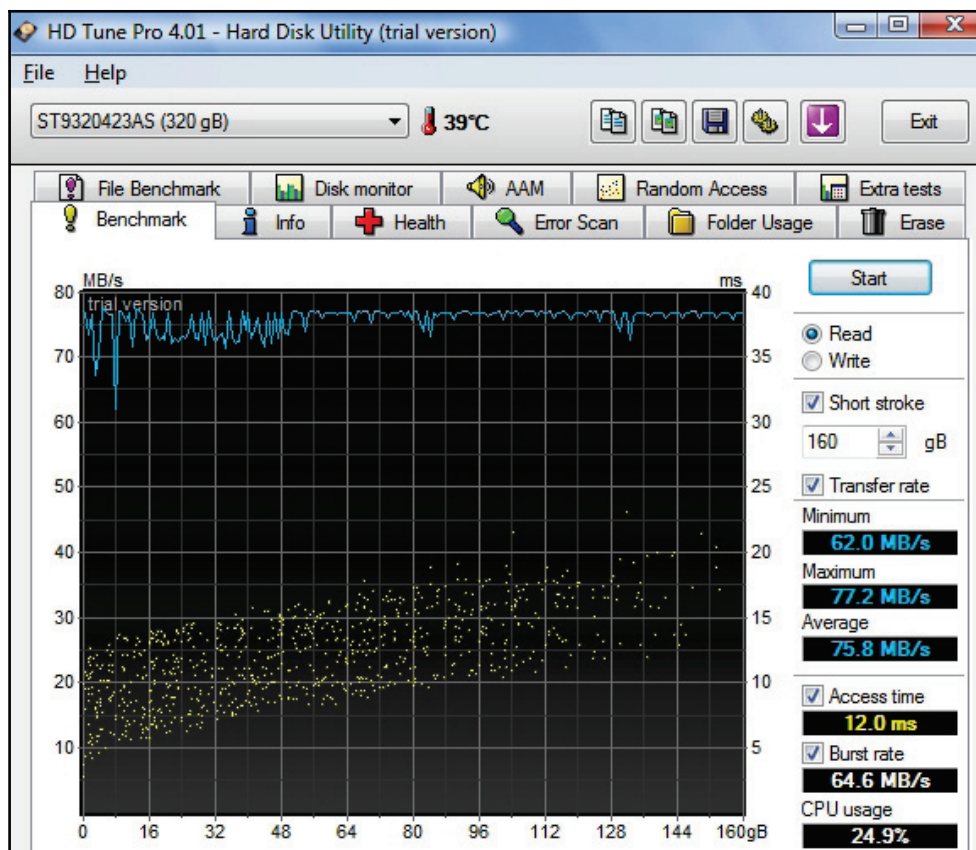 HD Tune Pro 4.01 - Hard Disk Utility (trial version)
File Help
ST9320423AS (320 gB) 39°C Exit
File Benchmark Disk monitor AAM Random Access Extra tests
Benchmark Info Health Error Scan Folder Usage Erase
MB/s ms
trial version
80 40
70 35
60 30
50 25
40 20
30 15
20 10
10 5
0 16 32 48 64 80 96 112 128 144 160gB
Start
Read
Write
Short stroke
160 gB
Transfer rate
Minimum
62.0 MB/s
Maximum
77.2 MB/s
Average
75.8 MB/s
Access time
12.0 ms
Burst rate
64.6 MB/s
CPU usage
24.9%